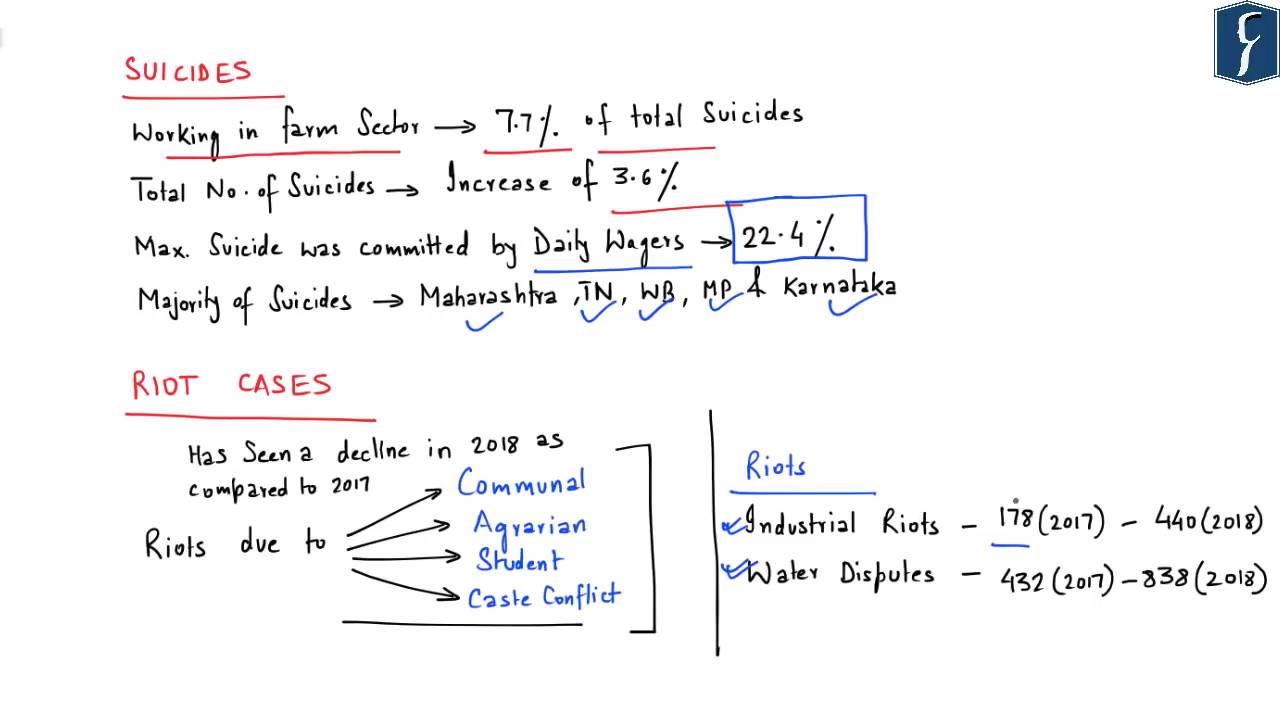 SUICIDES
Working in farm Sector → 7.7% of total Suicides
Total No. of Suicides → Increase of 3.6%
Max. Suicide was committed by Daily Wagers → 22.4%
Majority of Suicides → Maharashtra, TN, WB, MP & Karnataka
RIOT CASES
Has Seen a decline in 2018 as
compared to 2017
Riots due to
Communal
Agrarian
Student
Caste Conflict
Riots
Industrial Riots - 178 (2017) - 440 (2018)
Water Disputes - 432 (2017) - 838 (2018)